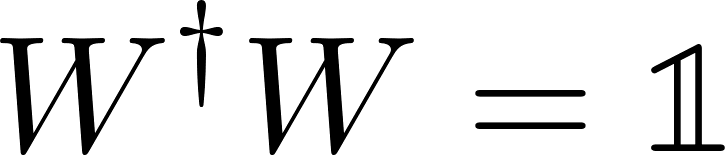 W†W = 𝟙